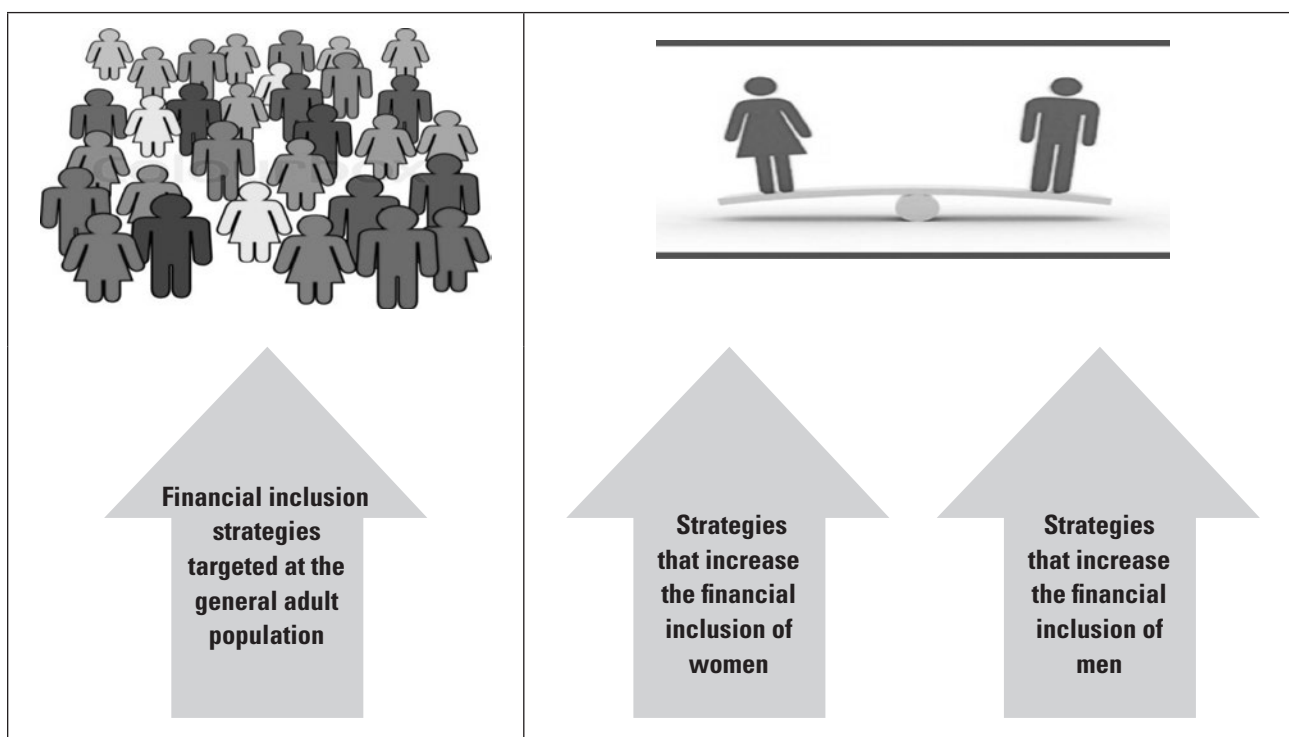 Financial inclusion
strategies
targeted at the
general adult
population
Strategies
that increase
the financial
inclusion of
women
Strategies
that increase
the financial
inclusion of
men